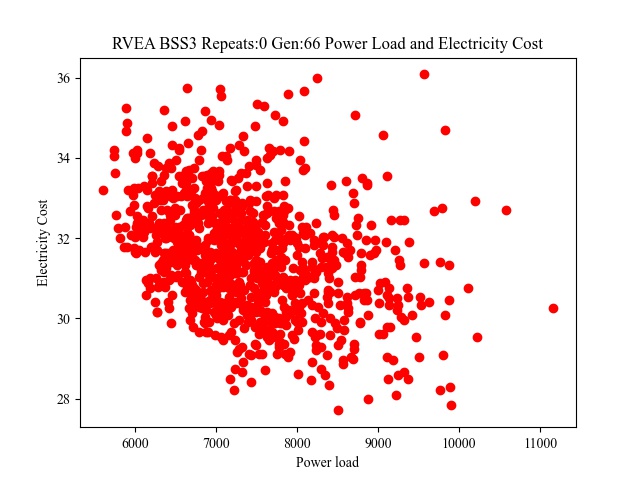 RVEA BSS3 Repeats:0 Gen:66 Power Load and Electricity Cost
36
34
32
30
28
Electricity Cost
6000 7000 8000 9000 10000 11000
Power load